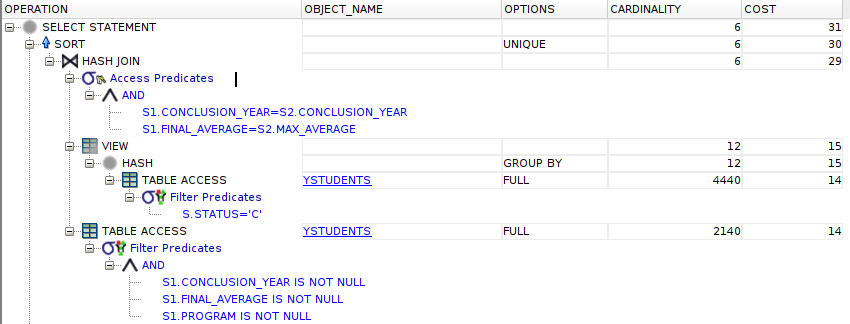 OPERATION OBJECT_NAME OPTIONS CARDINALITY COST
SELECT STATEMENT 6 31
SORT UNIQUE 6 30
HASH JOIN 6 29
Access Predicates
AND
S1.CONCLUSION_YEAR=S2.CONCLUSION_YEAR
S1.FINAL_AVERAGE=S2.MAX_AVERAGE
VIEW 12 15
HASH GROUP BY 12 15
TABLE ACCESS YSTUDENTS FULL 4440 14
Filter Predicates
S.STATUS='C'
TABLE ACCESS YSTUDENTS FULL 2140 14
Filter Predicates
AND
S1.CONCLUSION_YEAR IS NOT NULL
S1.FINAL_AVERAGE IS NOT NULL
S1.PROGRAM IS NOT NULL